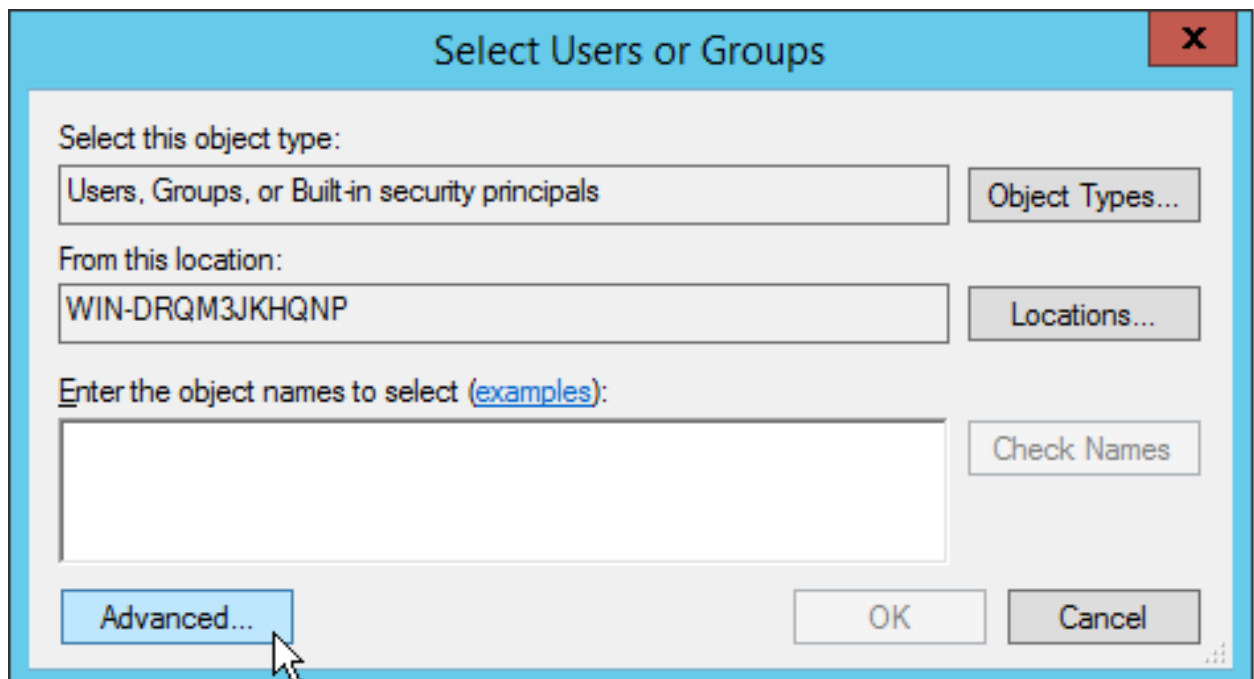 Select Users or Groups
x
Select this object type:
Users, Groups, or Built-in security principals
Object Types...
From this location:
WIN-DRQM3JKHQNP
Locations...
Enter the object names to select (examples):
Check Names
Advanced...
OK
Cancel